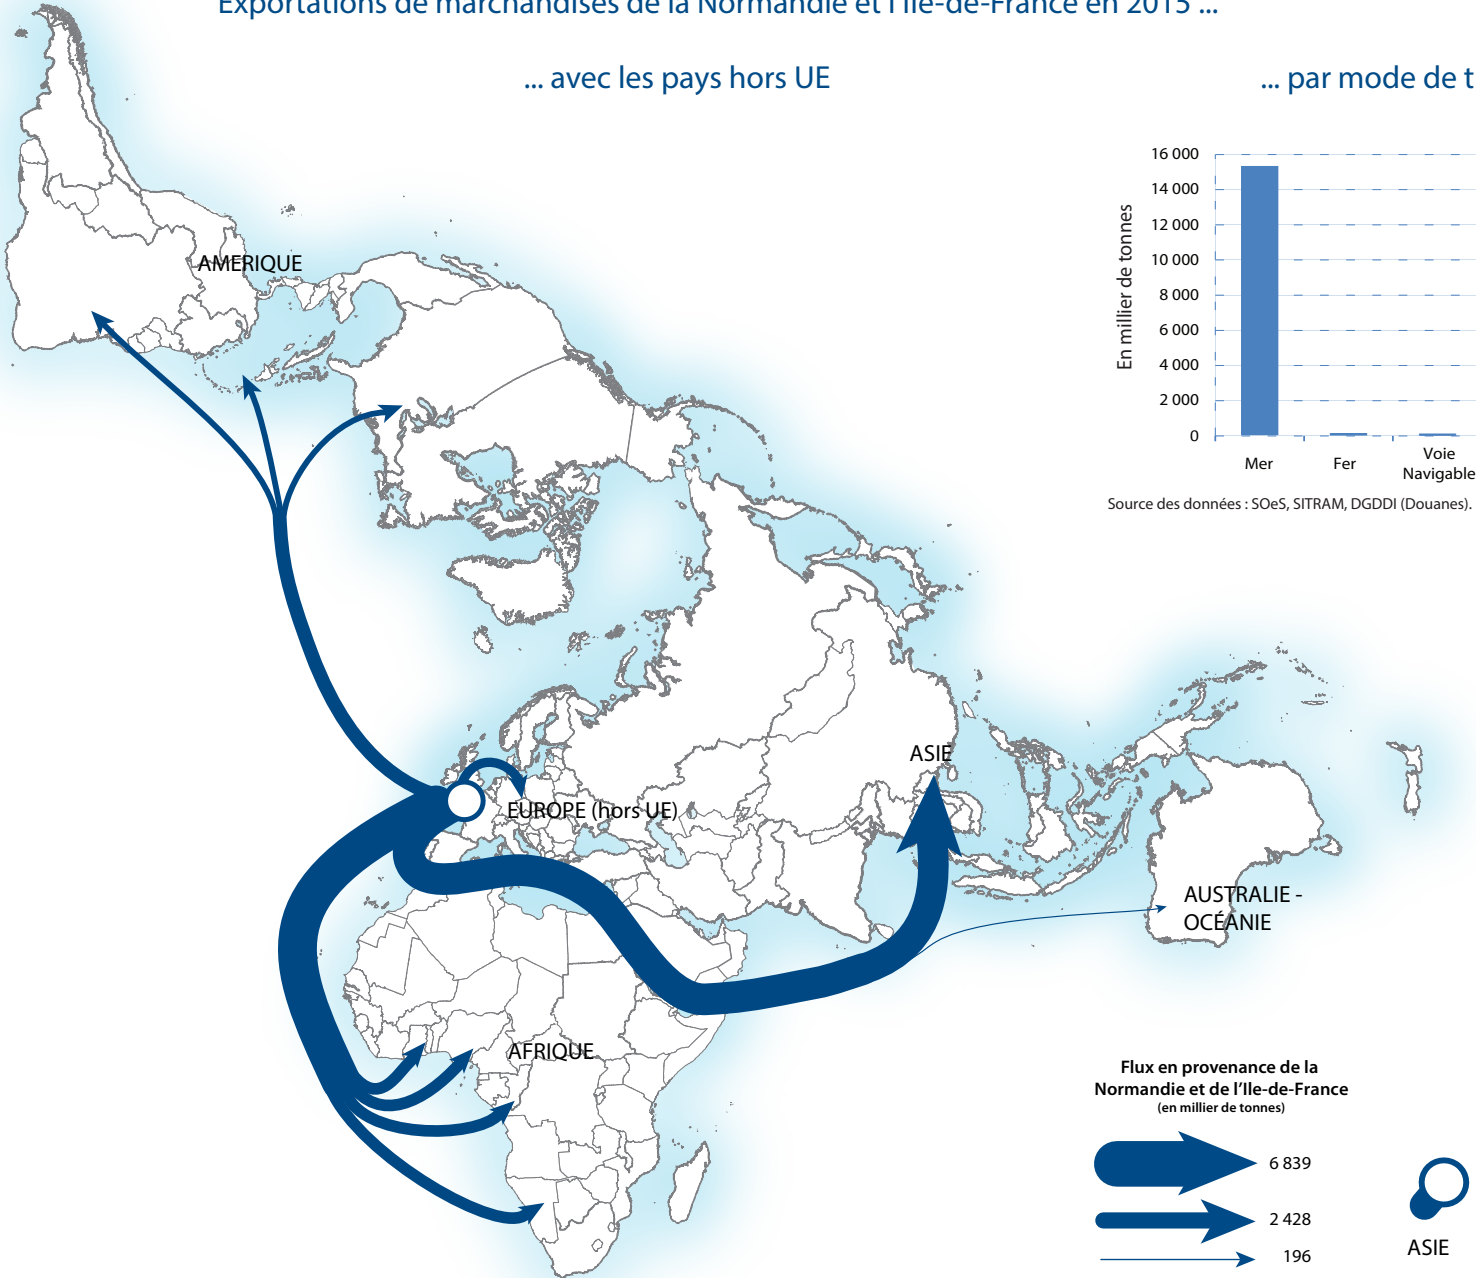 Exportations de marchandises de la Normandie et l'Ile-de-France en 2015 ...
... avec les pays hors UE
... par mode de t
16 000
14 000
12 000
10 000
8 000
6 000
4 000
2 000
0
En millier de tonnes
Mer
Fer
Voie
Navigable
Source des données : SOeS, SITRAM, DGDDI (Douanes).
AMERIQUE
ASIE
EUROPE (hors UE)
AUSTRALIE -
OCÉANIE
AFRIQUE
Flux en provenance de la
Normandie et de l'Ile-de-France
(en millier de tonnes)
6 839
2 428
196
ASIE